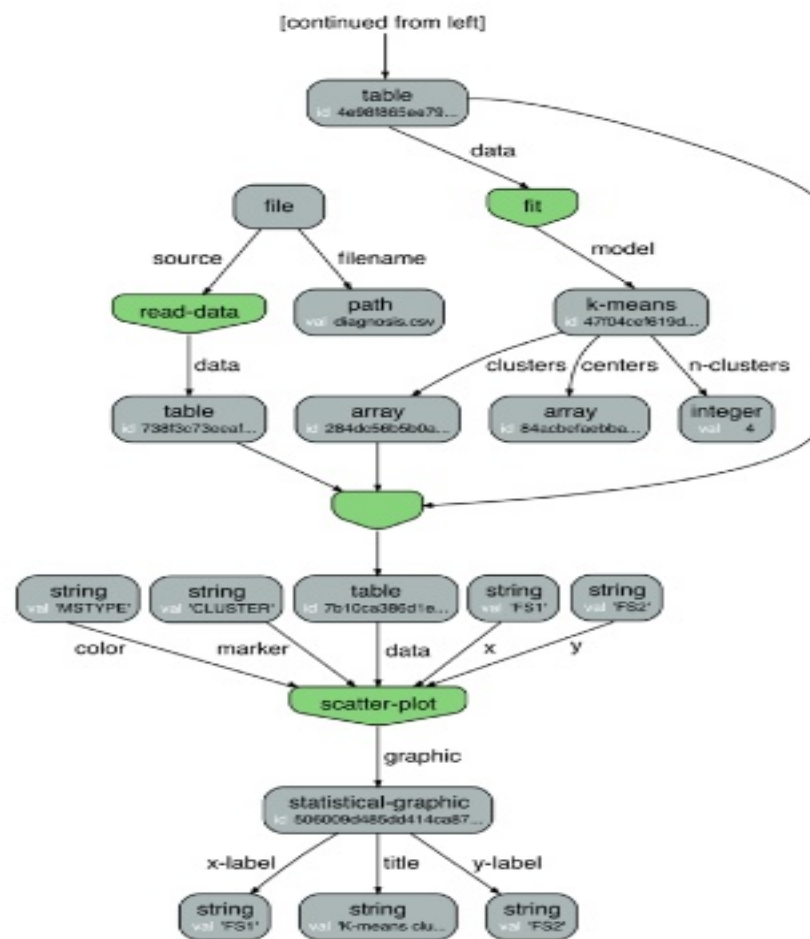 [continued from left]
table
id 4e98f865ee79...
data
file
fit
source
filename
model
read-data
path
val diagnosis.csv
k-means
id 47f04cef619d...
data
clusters
centers
n-clusters
table
id 738f3c73eeaf...
array
id 284dc56b5b0a...
array
id 84acbefaebba...
integer
val 4
string
val 'MSTYPE'
string
val 'CLUSTER'
table
id 7b10ca386d1e...
string
val 'FS1'
string
val 'FS2'
color
marker
data
x
y
scatter-plot
graphic
statistical-graphic
id 506009d485dd414ca87...
x-label
title
y-label
string
val 'FS1'
string
val 'K-means clu...
string
val 'FS2'